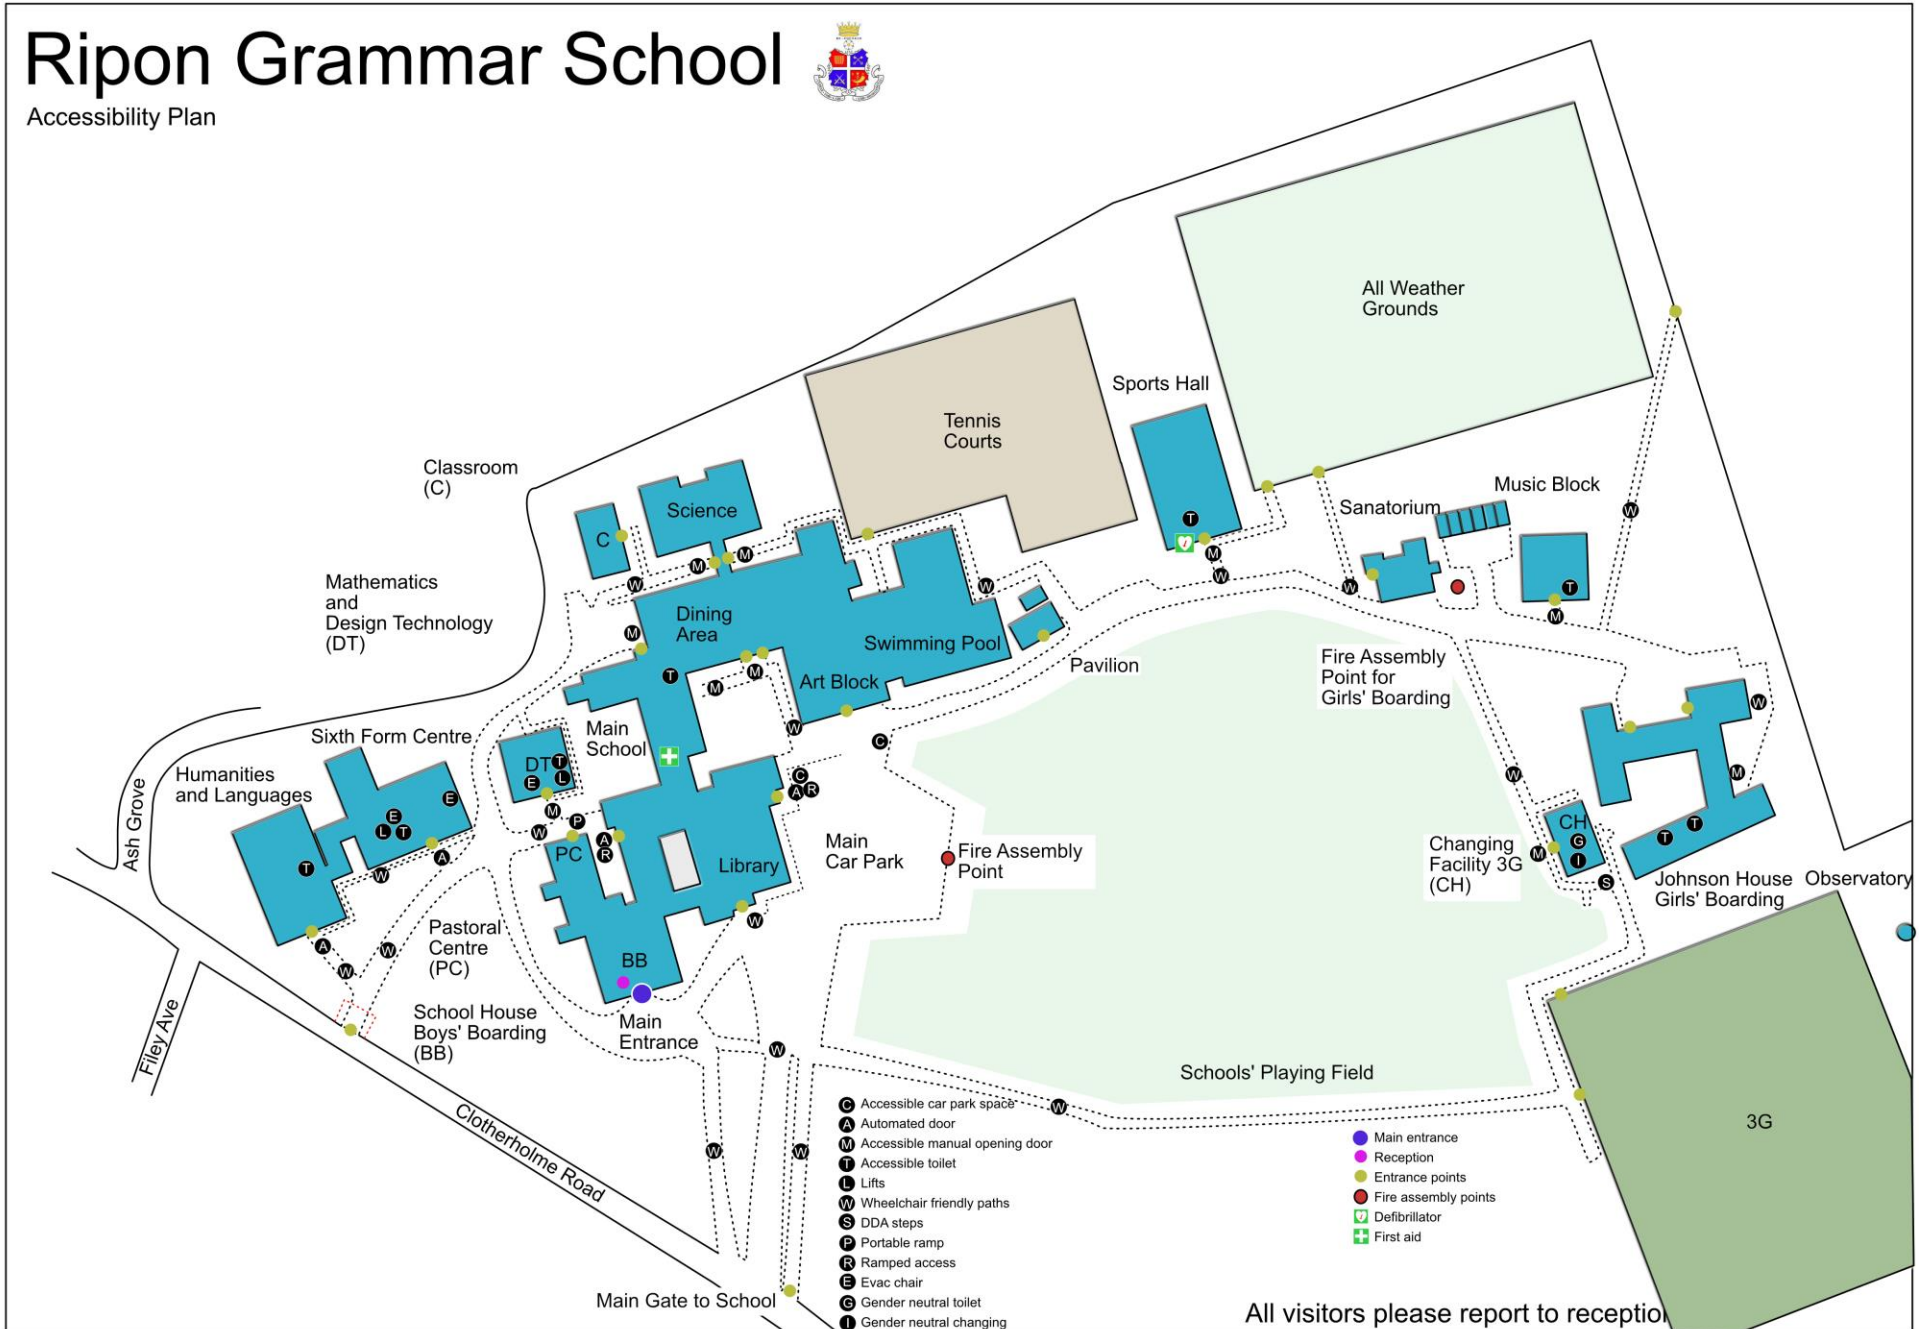 Ripon Grammar School
Accessibility Plan
All Weather
Grounds
Sports Hall
Tennis
Courts
Classroom
(C)
Science
C
M
M
W
T
M
W
Sanatorium
Music Block
W
W
T
M
Mathematics
and
Design Technology
(DT)
Dining
Area
M
T
M
M
W
Swimming Pool
Art Block
W
Pavilion
Fire Assembly
Point for
Girls' Boarding
Main
School
C
C
A
R
Sixth Form Centre
Humanities
and Languages
E
E
L
T
T
A
W
A
W
W
DT
T
E
L
M
W
P
PC
A
R
Library
W
Main
Car Park
Fire Assembly
Point
W
W
M
T
T
Changing
Facility 3G
(CH)
CH
G
I
M
S
Johnson House
Girls' Boarding
Observatory
Ash Grove
Filey Ave
Clotherholme Road
Pastoral
Centre
(PC)
School House
Boys' Boarding
(BB)
BB
Main
Entrance
W
W
W
W
Schools' Playing Field
3G
C Accessible car park space
A Automated door
M Accessible manual opening door
T Accessible toilet
L Lifts
W Wheelchair friendly paths
S DDA steps
P Portable ramp
R Ramped access
E Evac chair
G Gender neutral toilet
I Gender neutral changing
Main entrance
Reception
Entrance points
Fire assembly points
Defibrillator
First aid
Main Gate to School
All visitors please report to reception